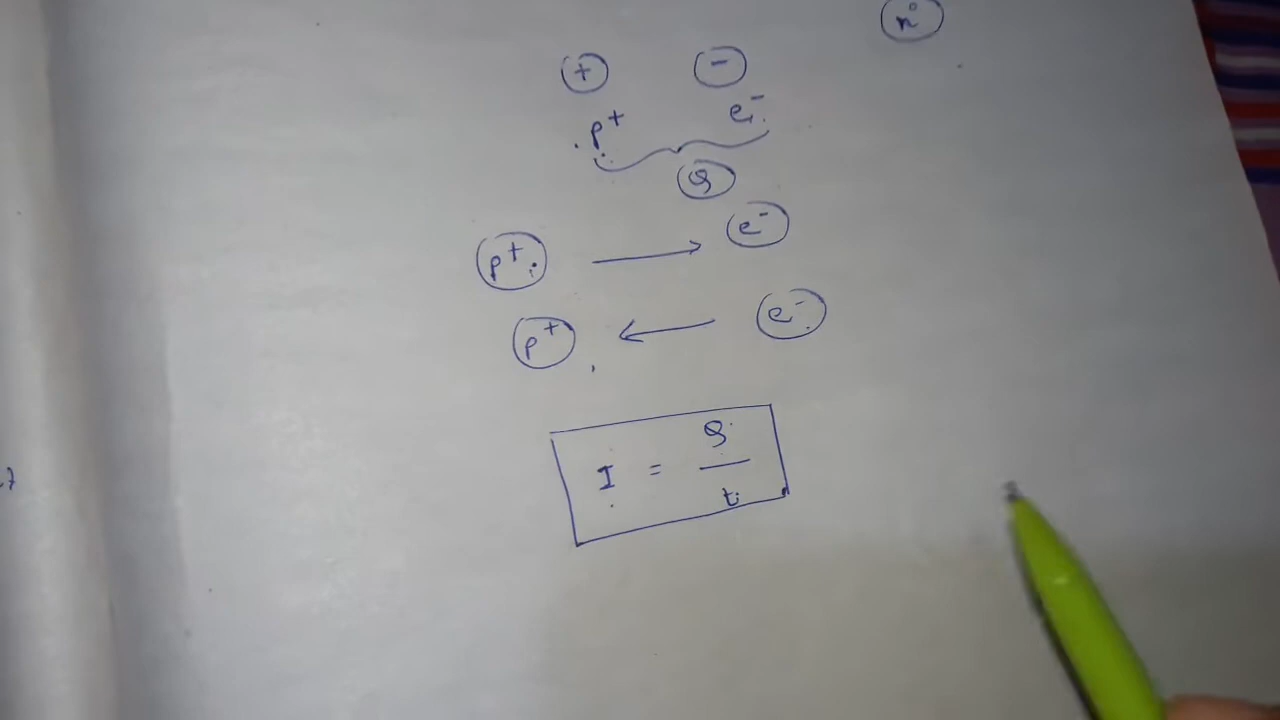 n°
+ −
p⁺ e⁻
Q
p⁺ → e⁻
p⁺ ← e⁻
I = Q / t